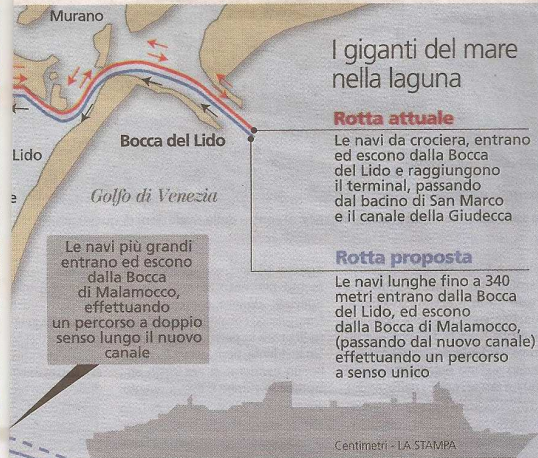 Murano
I giganti del mare
nella laguna
Rotta attuale
Le navi da crociera, entrano
ed escono dalla Bocca
del Lido e raggiungono
il terminal, passando
dal bacino di San Marco
e il canale della Giudecca
Bocca del Lido
Lido
Golfo di Venezia
Le navi più grandi
entrano ed escono
dalla Bocca
di Malamocco,
effettuando
un percorso a doppio
senso lungo il nuovo
canale
Rotta proposta
Le navi lunghe fino a 340
metri entrano dalla Bocca
del Lido, ed escono
dalla Bocca di Malamocco,
(passando dal nuovo canale)
effettuando un percorso
a senso unico
Centimetri - LA STAMPA